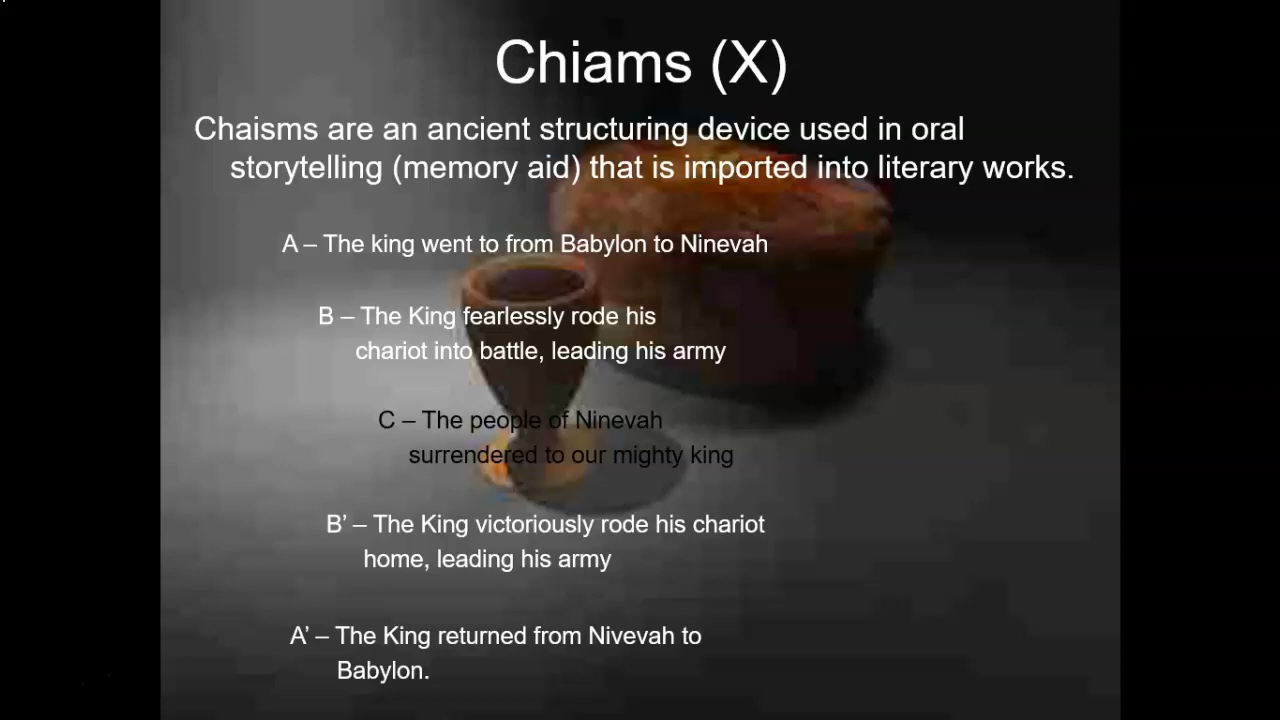 Chiams (X)
Chaisms are an ancient structuring device used in oral
storytelling (memory aid) that is imported into literary works.
A – The king went to from Babylon to Ninevah
B – The King fearlessly rode his
chariot into battle, leading his army
C – The people of Ninevah
surrendered to our mighty king
B’ – The King victoriously rode his chariot
home, leading his army
A’ – The King returned from Nivevah to
Babylon.